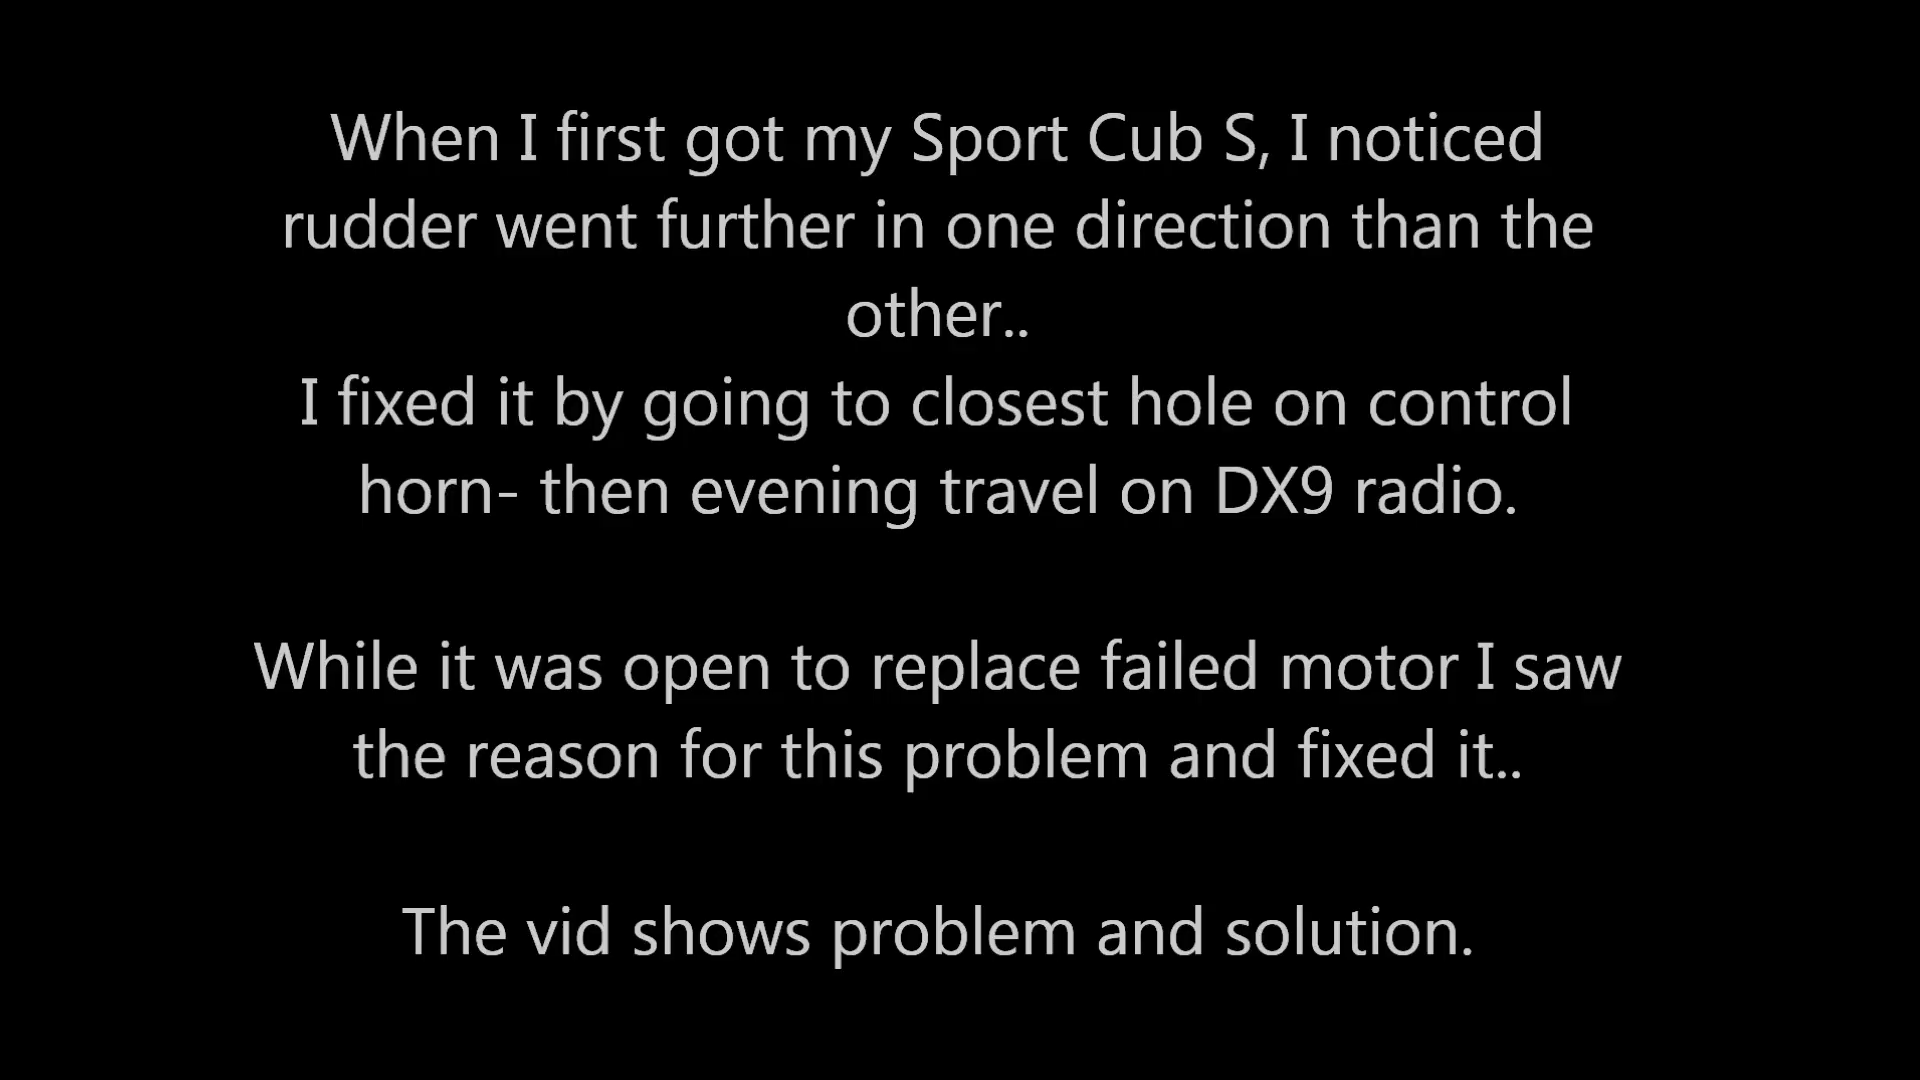 When I first got my Sport Cub S, I noticed
rudder went further in one direction than the
other..
I fixed it by going to closest hole on control
horn- then evening travel on DX9 radio.
While it was open to replace failed motor I saw
the reason for this problem and fixed it..
The vid shows problem and solution.